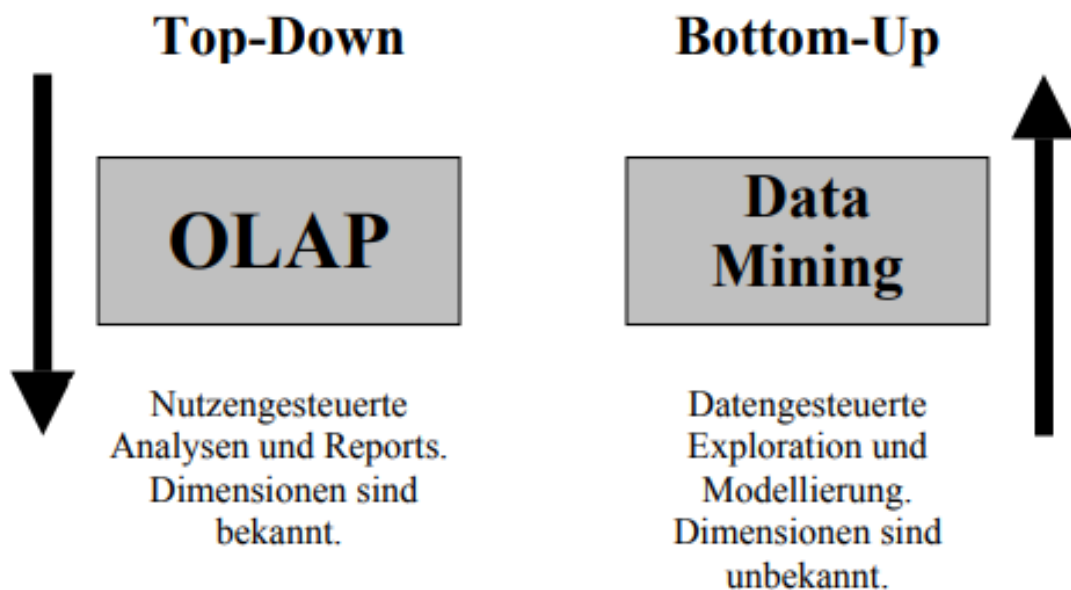 Top-Down
OLAP
Nutzengesteuerte
Analysen und Reports.
Dimensionen sind
bekannt.
Bottom-Up
Data
Mining
Datengesteuerte
Exploration und
Modellierung.
Dimensionen sind
unbekannt.